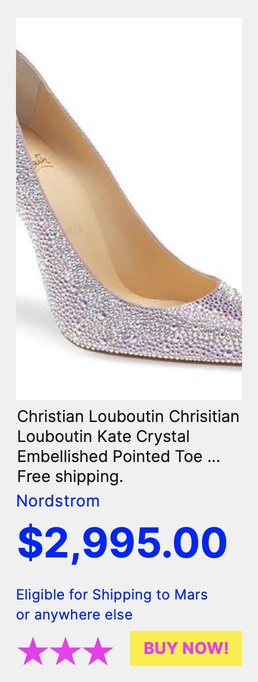 Christian Louboutin Chrisitian
Louboutin Kate Crystal
Embellished Pointed Toe ...
Free shipping.
Nordstrom
$2,995.00
Eligible for Shipping to Mars
or anywhere else
BUY NOW!